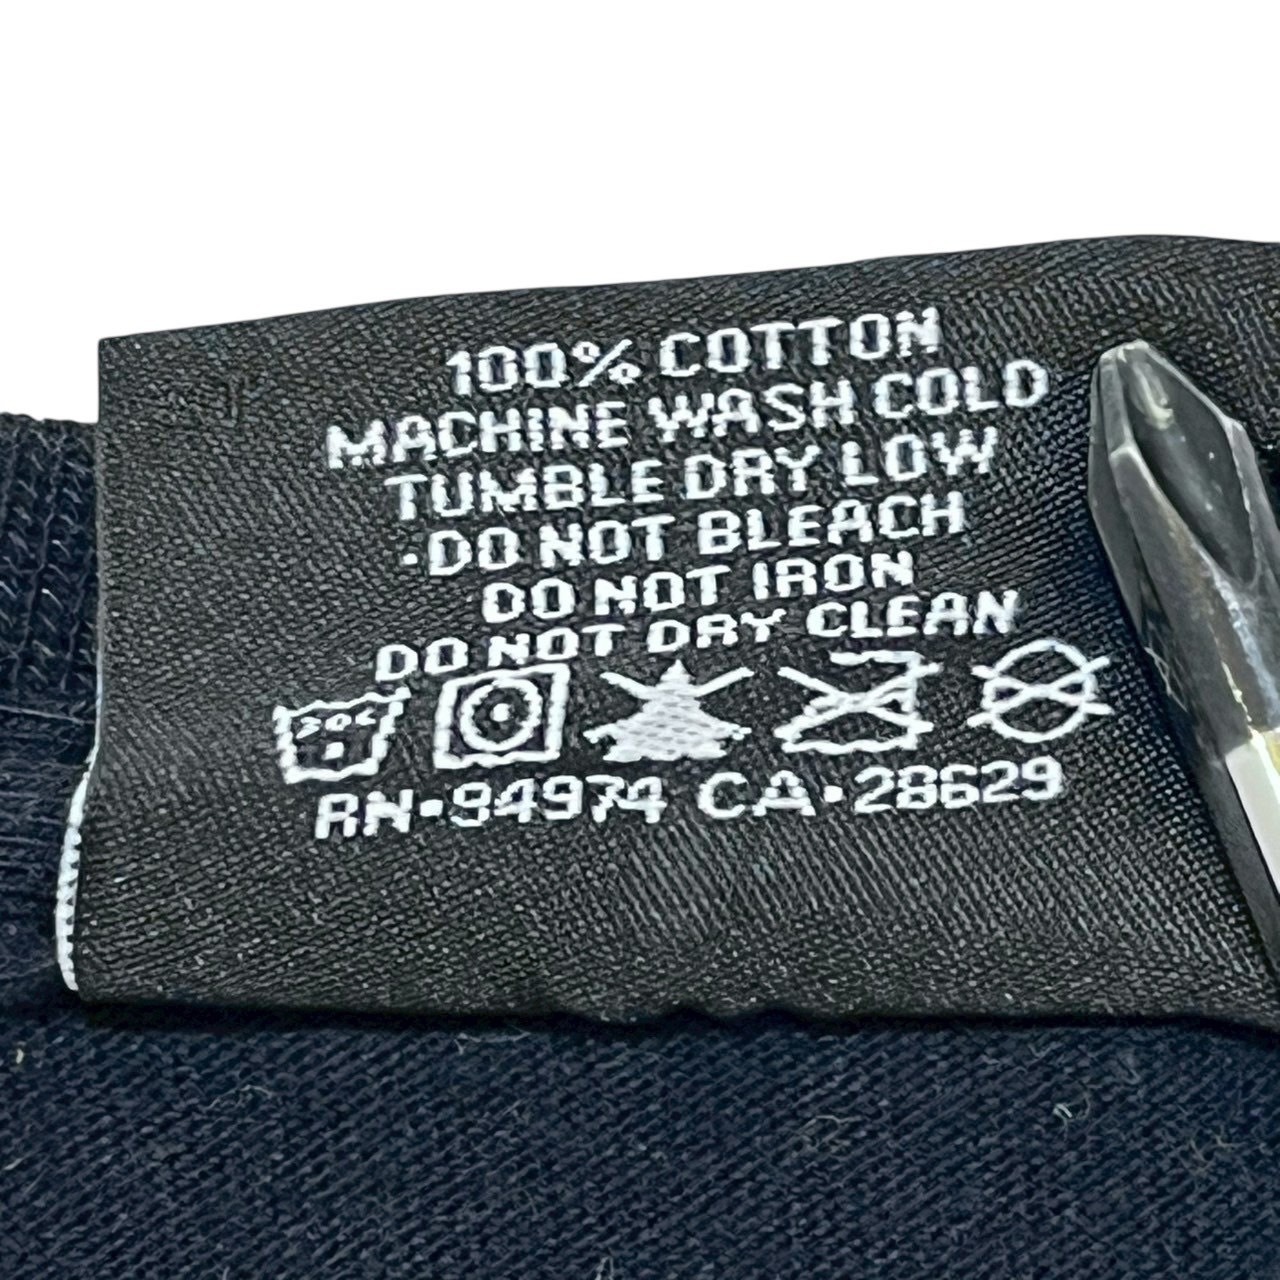 100% COTTON
MACHINE WASH COLD
TUMBLE DRY LOW
·DO NOT BLEACH
DO NOT IRON
DO NOT DRY CLEAN
30C
RN·94974 CA·28629